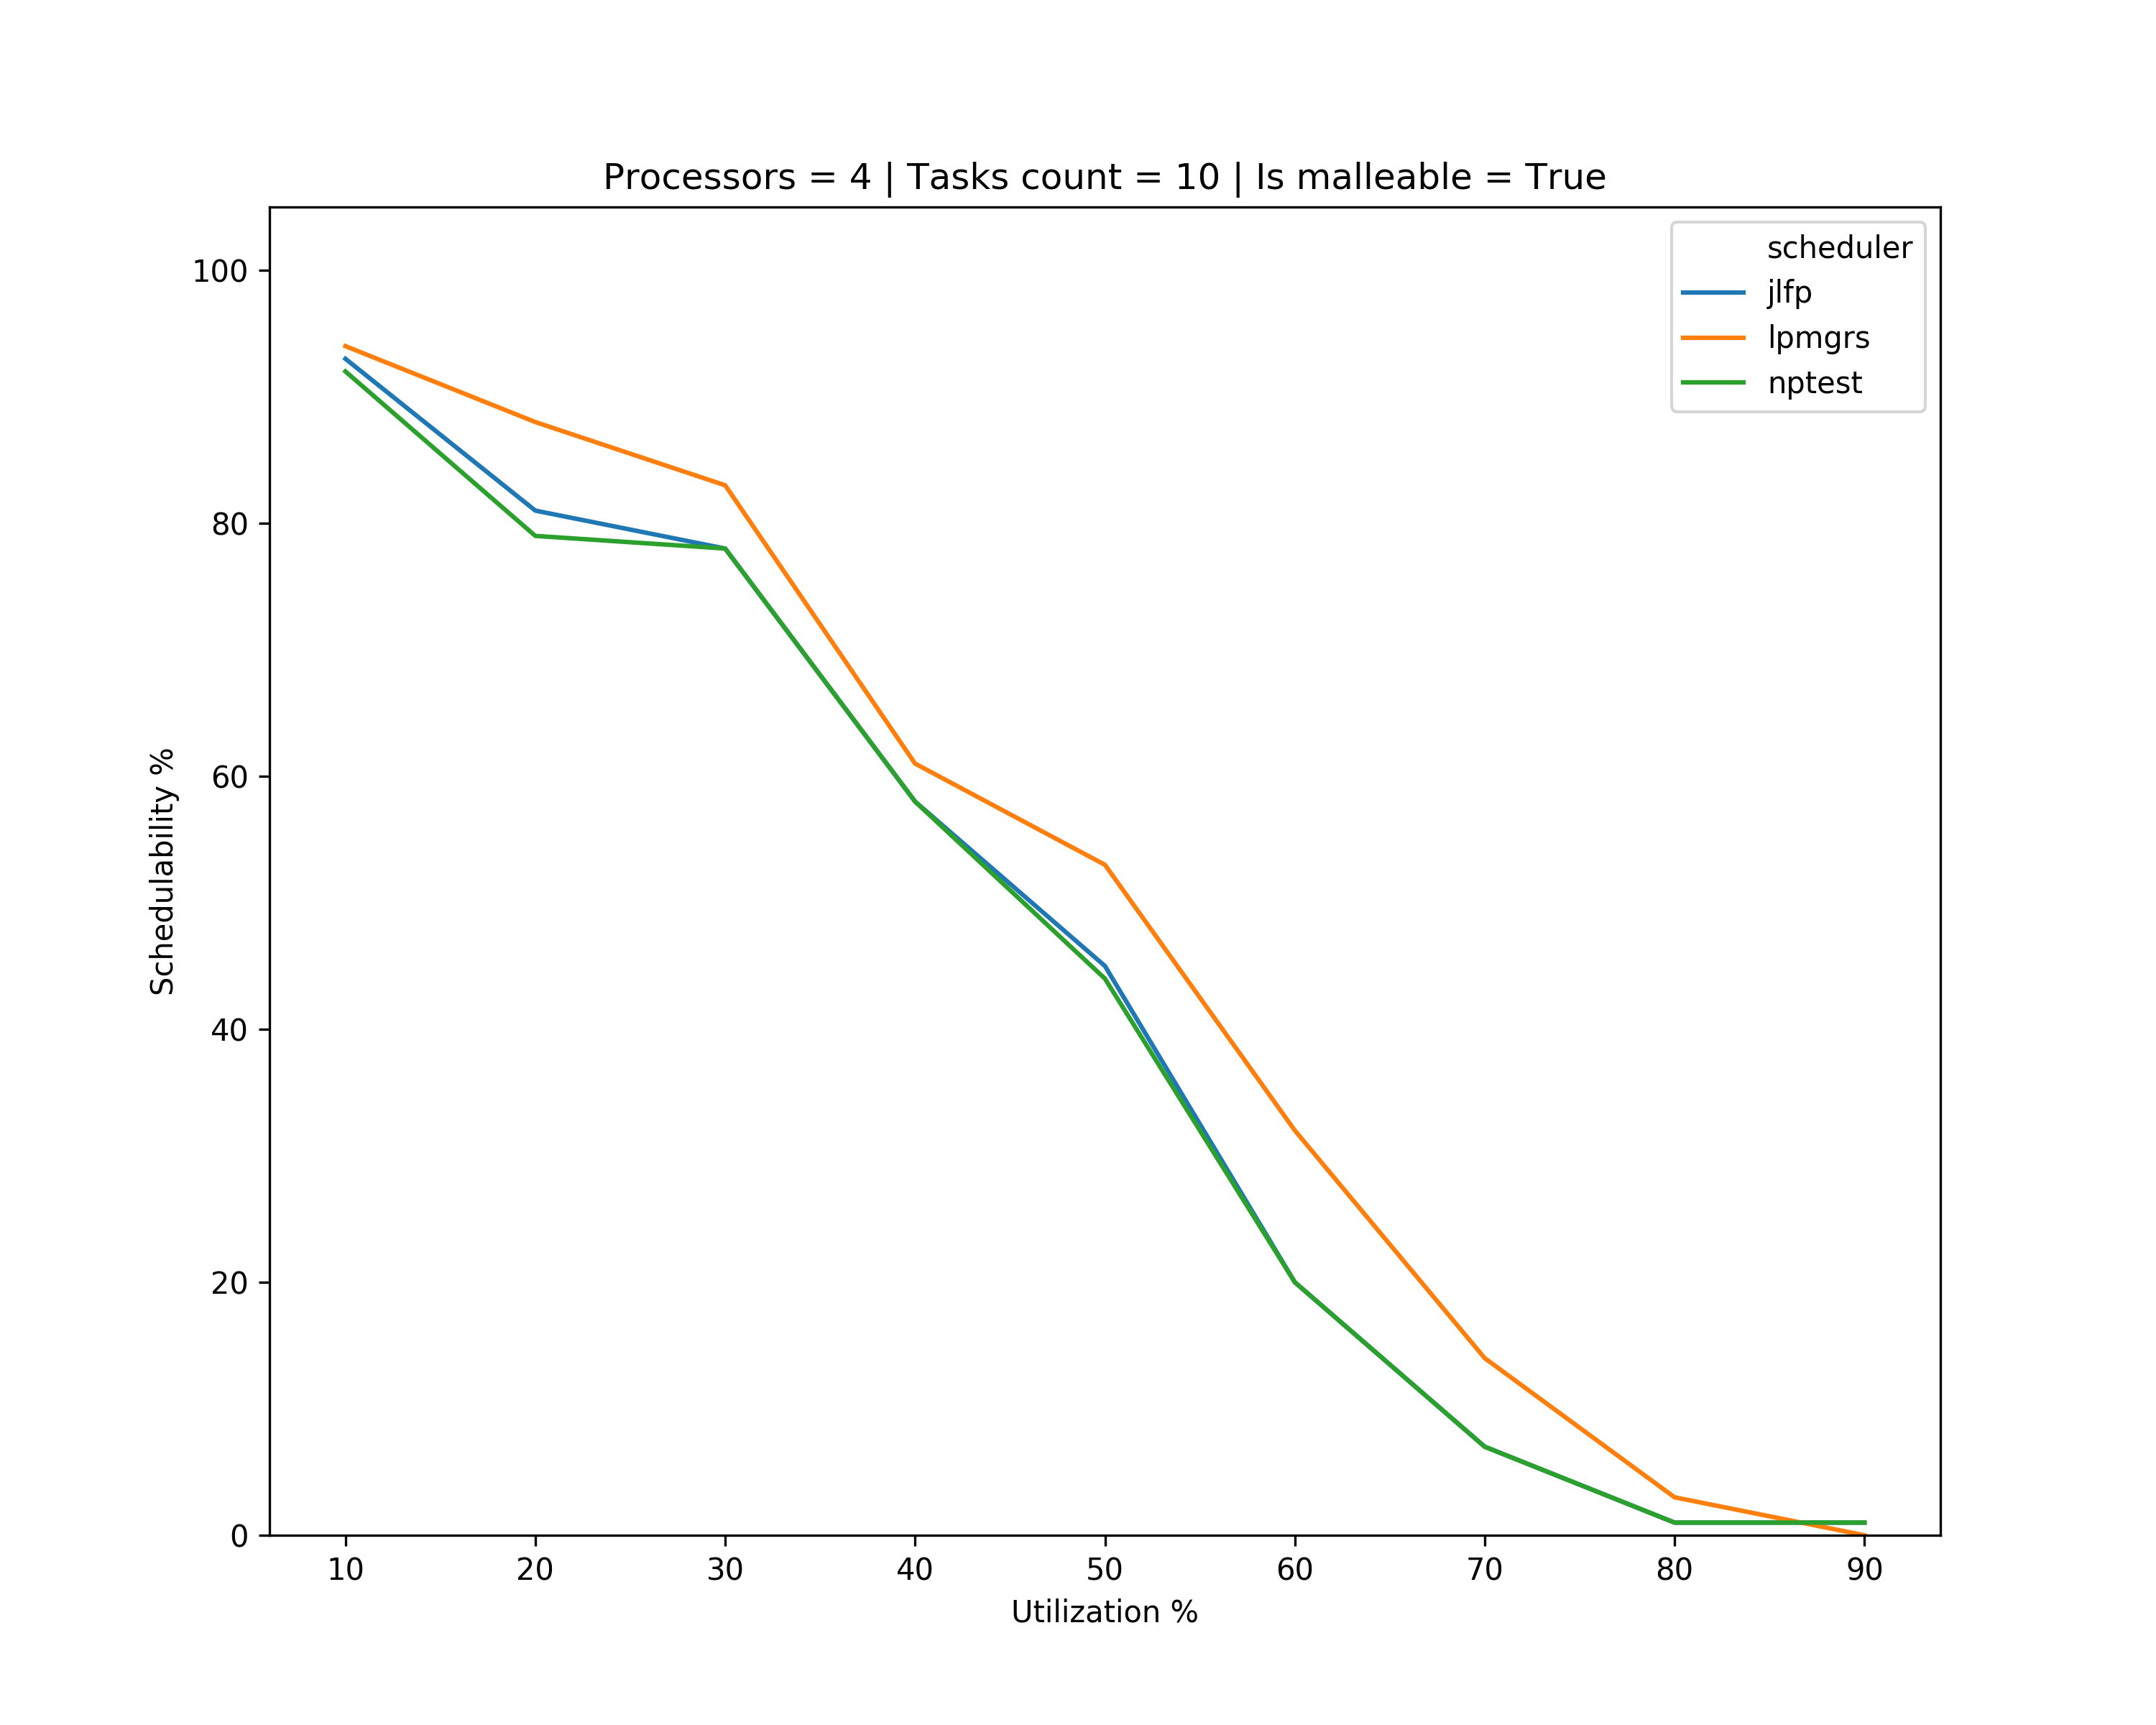 Processors = 4 | Tasks count = 10 | Is malleable = True
scheduler
jlfp
lpmgrs
nptest
Schedulability %
100
80
60
40
20
0
10 20 30 40 50 60 70 80 90
Utilization %